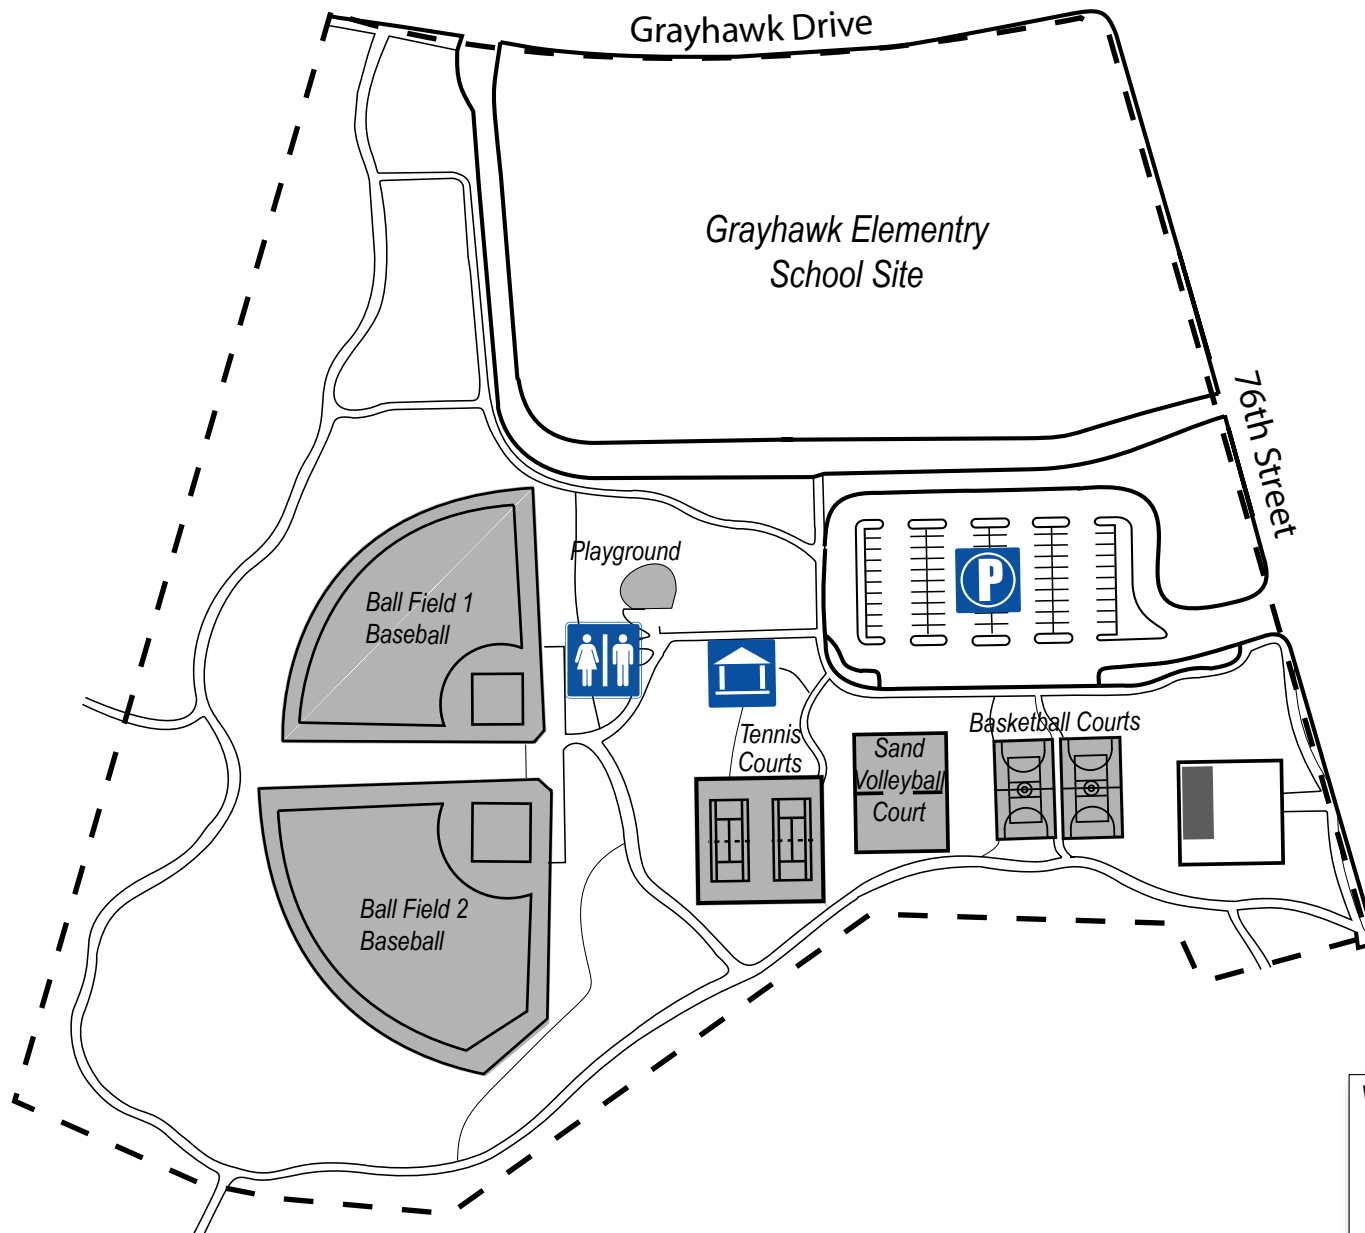 Grayhawk Drive
Grayhawk Elementry
School Site
76th Street
Playground
P
Ball Field 1
Baseball
Basketball Courts
Tennis
Courts
Sand
Volleyball
Court
Ball Field 2
Baseball